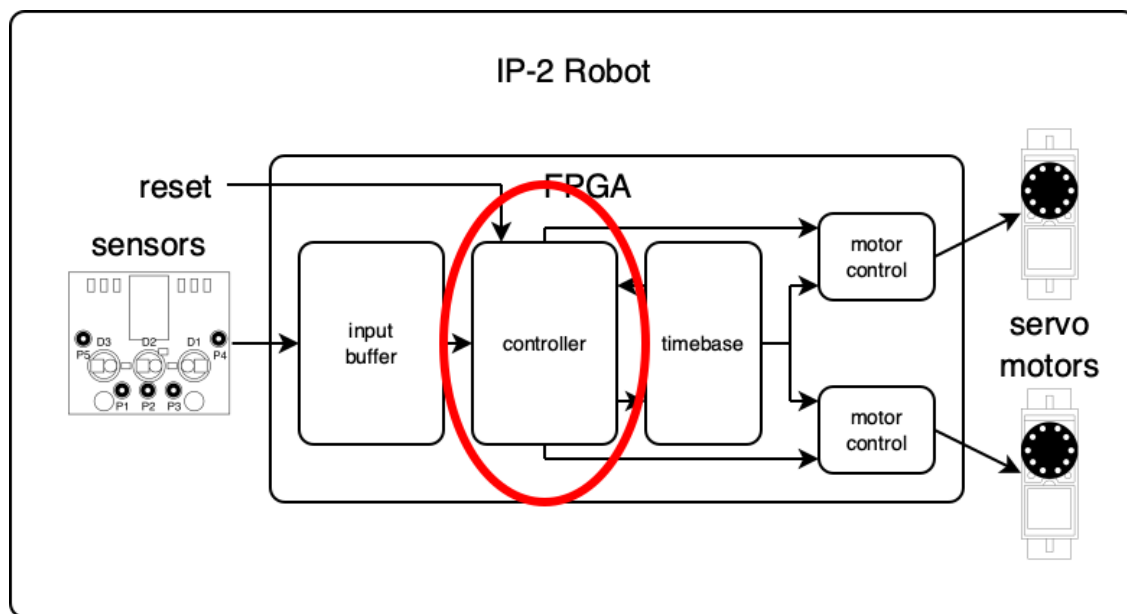 IP-2 Robot
reset
FPGA
sensors
D3
D2
D1
P5
P4
P1
P2
P3
input
buffer
controller
timebase
motor
control
motor
control
servo
motors